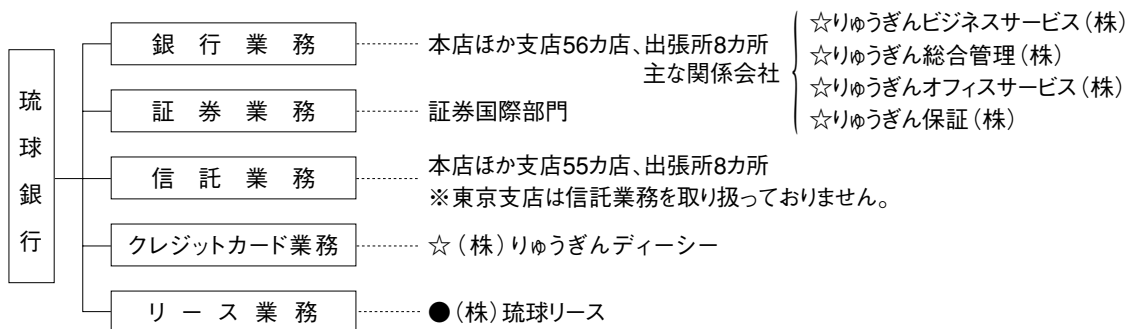 琉球銀行
銀行業務
本店ほか支店56カ店、出張所8カ所
主な関係会社
☆りゅうぎんビジネスサービス(株)
☆りゅうぎん総合管理(株)
☆りゅうぎんオフィスサービス(株)
☆りゅうぎん保証(株)
証券業務
証券国際部門
信託業務
本店ほか支店55カ店、出張所8カ所
※東京支店は信託業務を取り扱っておりません。
クレジットカード業務
☆(株)りゅうぎんディーシー
リース業務
●(株)琉球リース